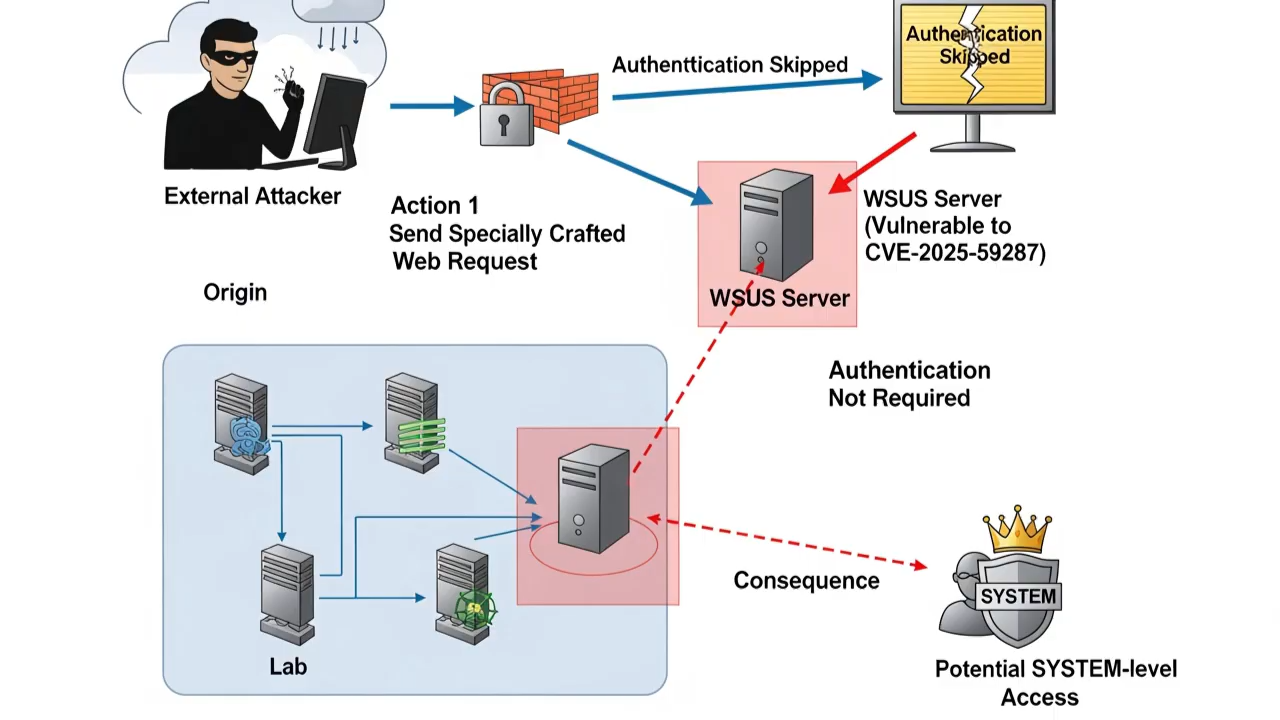 Authenttication Skipped
Authentication
Skipped
External Attacker
Action 1
Send Specially Crafted
Web Request
WSUS Server
(Vulnerable to
CVE-2025-59287)
Origin
WSUS Server
Authentication
Not Required
Consequence
SYSTEM
Lab
Potential SYSTEM-level
Access